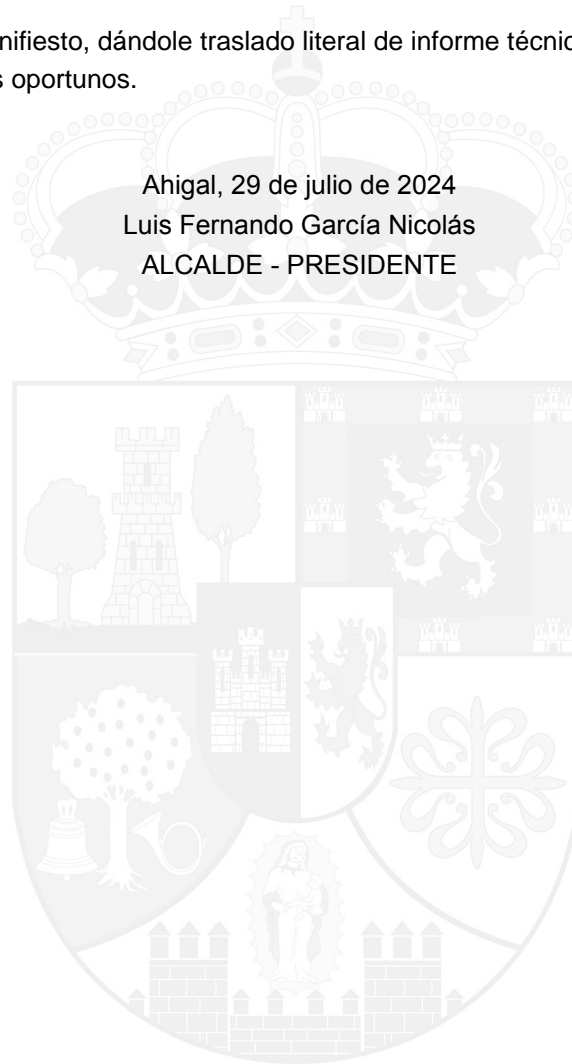 nifiesto, dándole traslado literal de informe técnic
s oportunos.
Ahigal, 29 de julio de 2024
Luis Fernando García Nicolás
ALCALDE - PRESIDENTE